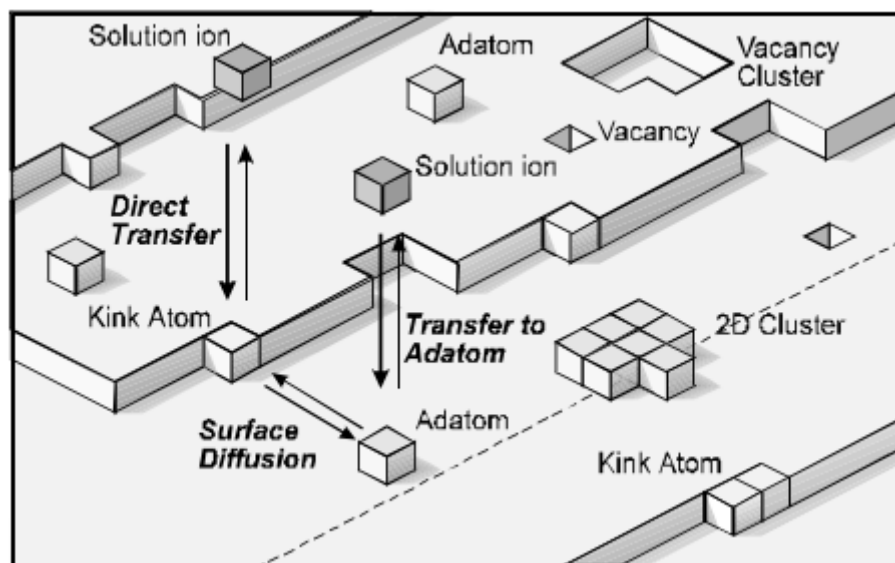 Solution ion
Adatom
Vacancy
Cluster
Vacancy
Solution ion
Direct
Transfer
Kink Atom
Transfer to
Adatom
2D Cluster
Adatom
Surface
Diffusion
Kink Atom